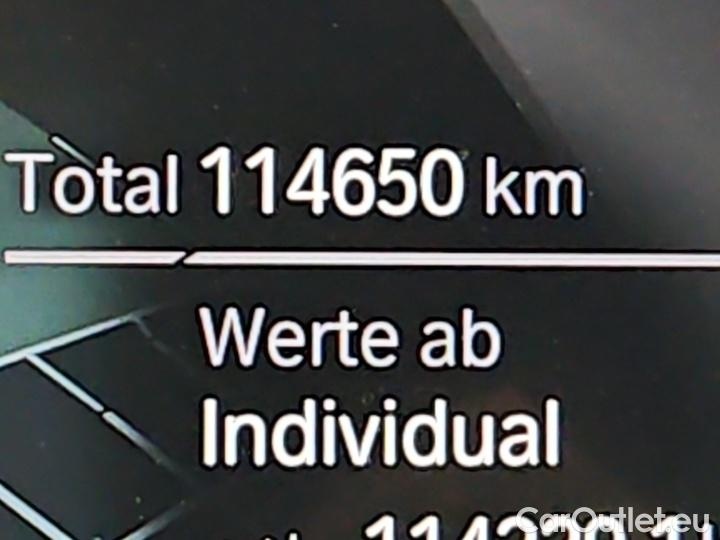 Total 114650 km
Werte ab
Individual
CarOutlet.eu